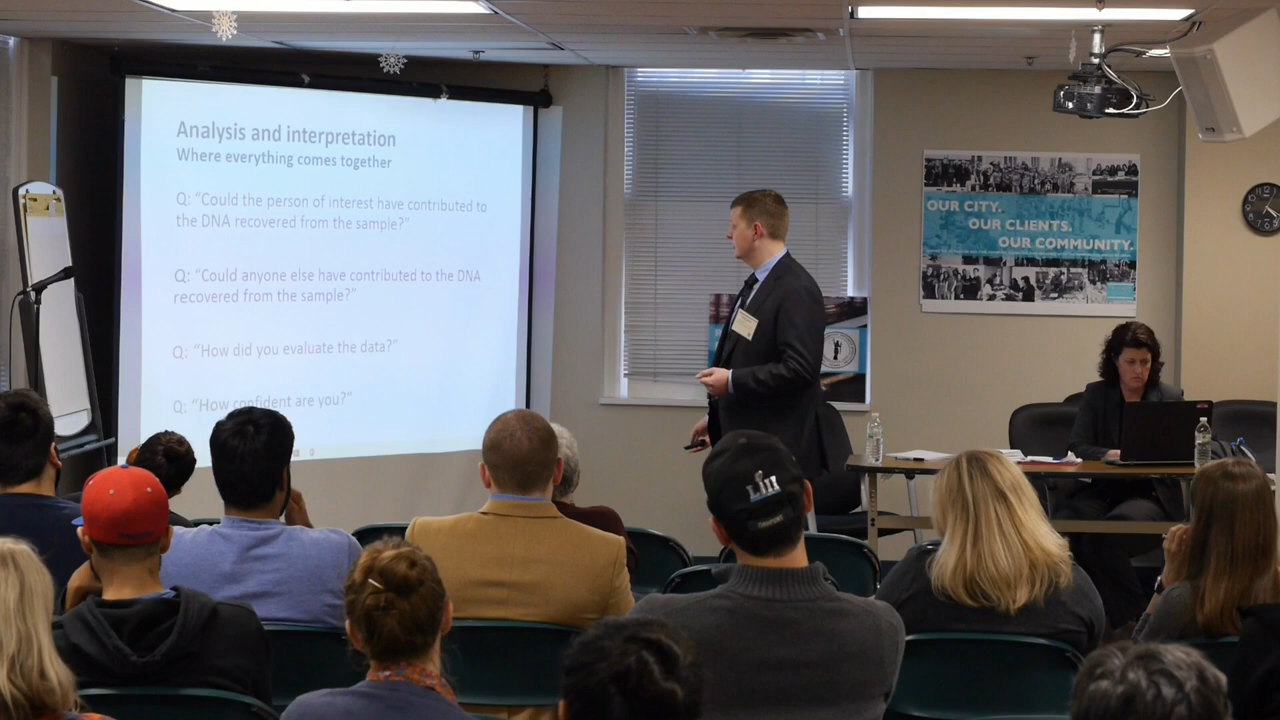 Analysis and interpretation
Where everything comes together
Q: “Could the person of interest have contributed to
the DNA recovered from the sample?”
Q: “Could anyone else have contributed to the DNA
recovered from the sample?”
Q: “How did you evaluate the data?”
Q: “How confident are you?”
OUR CITY.
OUR CLIENTS.
OUR COMMUNITY.
LII